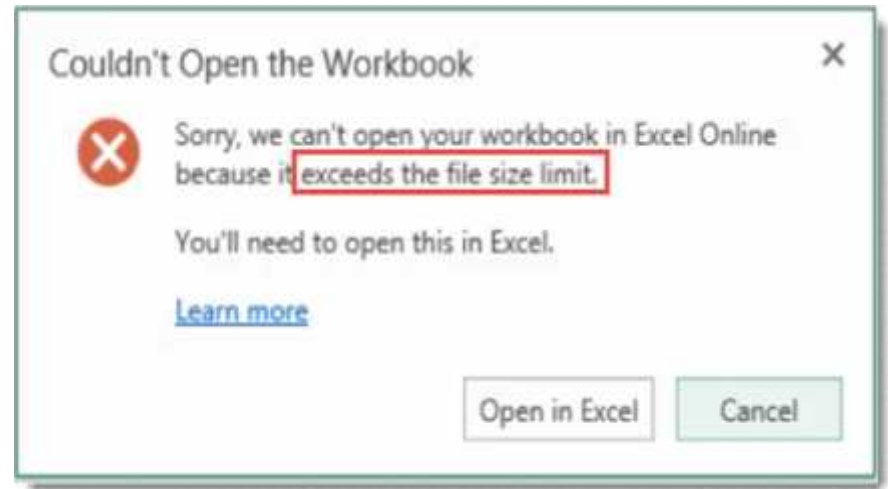 Couldn't Open the Workbook
Sorry, we can't open your workbook in Excel Online
because it exceeds the file size limit.
You'll need to open this in Excel.
Learn more
Open in Excel
Cancel